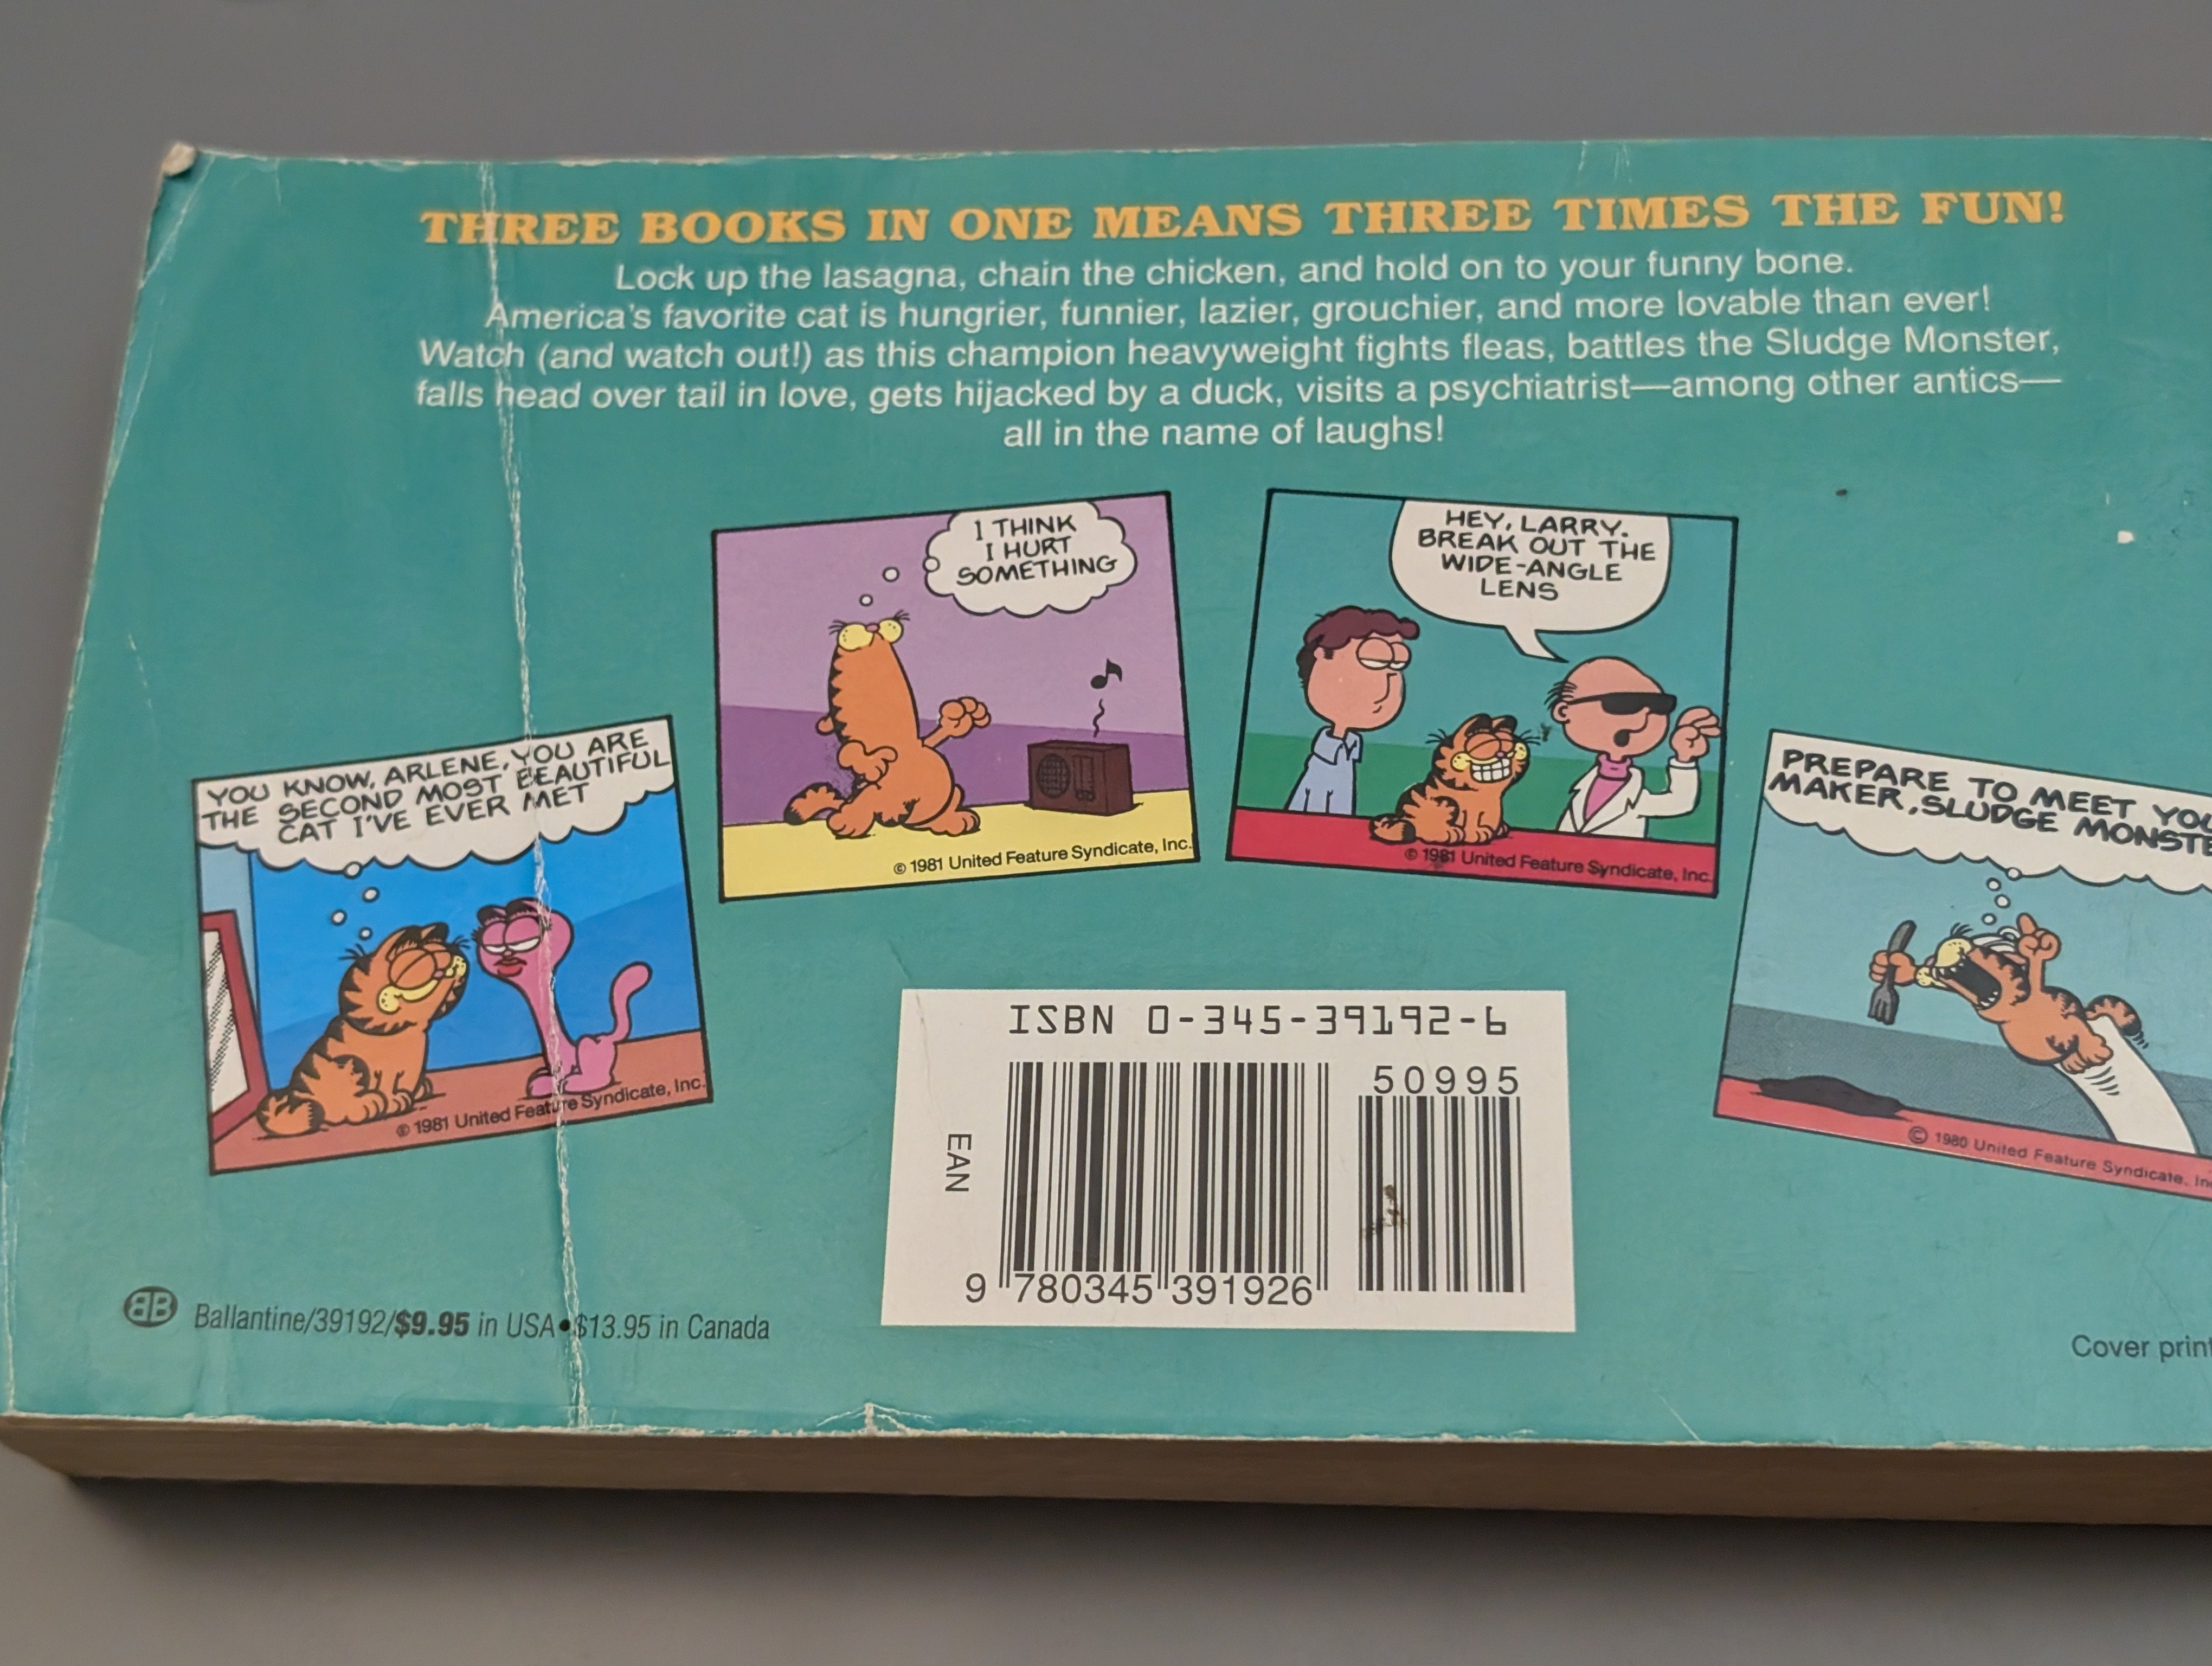 THREE BOOKS IN ONE MEANS THREE TIMES THE FUN!
Lock up the lasagna, chain the chicken, and hold on to your funny bone.
America's favorite cat is hungrier, funnier, lazier, grouchier, and more lovable than ever!
Watch (and watch out!) as this champion heavyweight fights fleas, battles the Sludge Monster,
falls head over tail in love, gets hijacked by a duck, visits a psychiatrist—among other antics—
all in the name of laughs!
YOU KNOW, ARLENE, YOU ARE
THE SECOND MOST BEAUTIFUL
CAT I'VE EVER MET
© 1981 United Feature Syndicate, Inc.
I THINK
I HURT
SOMETHING
© 1981 United Feature Syndicate, Inc.
HEY, LARRY.
BREAK OUT THE
WIDE-ANGLE
LENS
© 1981 United Feature Syndicate, Inc.
PREPARE TO MEET
MAKER, SLUDGE
© 1980 United Feature Syndicate,
ISBN 0-345-39192-6
50995
EAN
9 780345 391926
BB
Ballantine/39192/$9.95 in USA•$13.95 in Canada
Cover